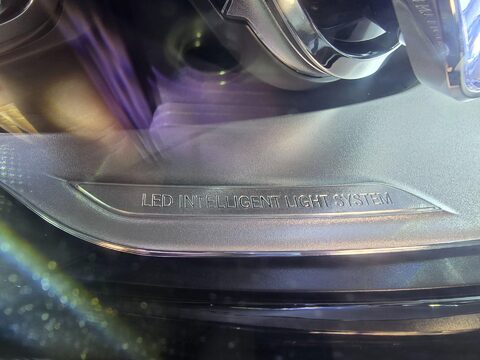 LED INTELLIGENT LIGHT SYSTEM